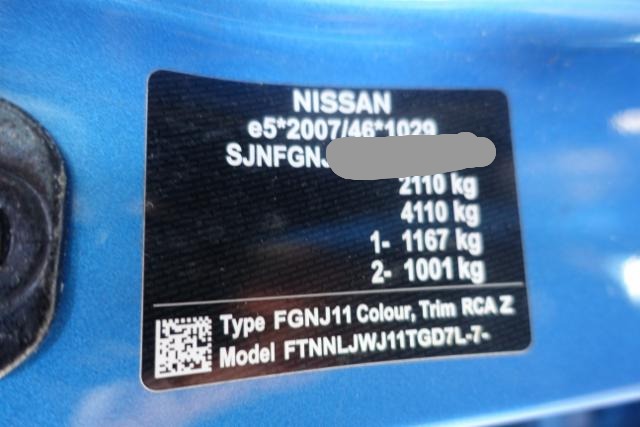 NISSAN
e5*2007/46*1029
SJNFGNJ
2110 kg
4110 kg
1- 1167 kg
2- 1001 kg
Type FGNJ11 Colour, Trim RCA Z
Model FTNNLJWJ11TGD7L-7-